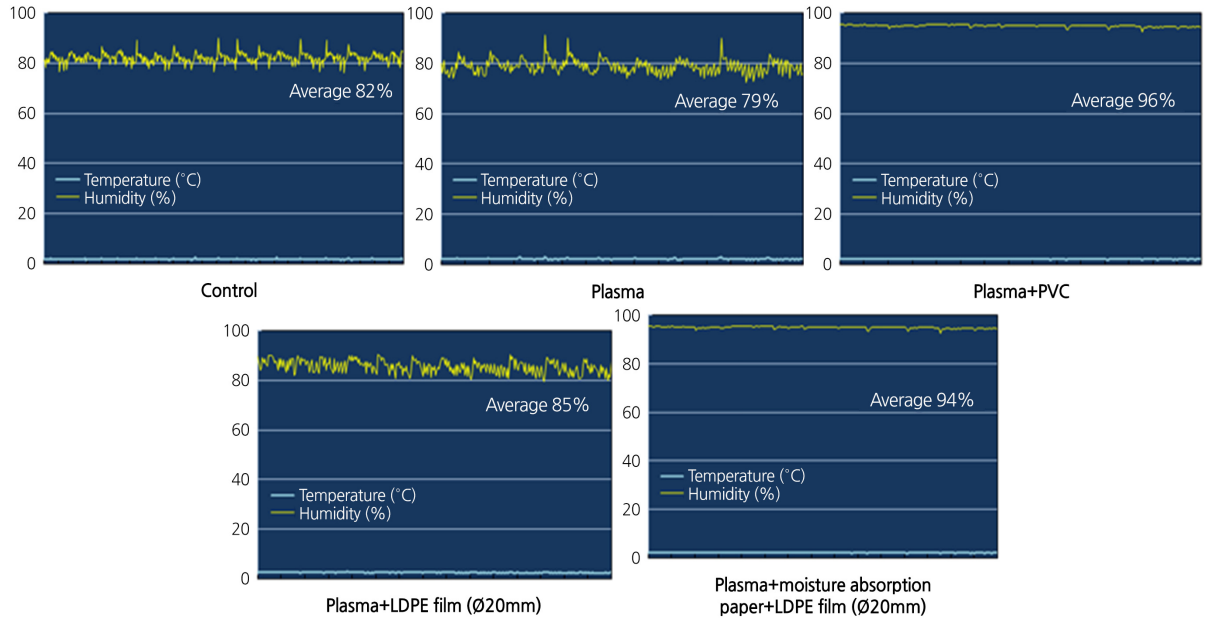 100
80
60
40
20
0
Average 82%
Temperature (˚C)
Humidity (%)
Control
100
80
60
40
20
0
Average 79%
Temperature (˚C)
Humidity (%)
Plasma
100
80
60
40
20
0
Average 96%
Temperature (˚C)
Humidity (%)
Plasma+PVC
100
80
60
40
20
0
Average 85%
Temperature (˚C)
Humidity (%)
Plasma+LDPE film (Ø20mm)
100
80
60
40
20
0
Average 94%
Temperature (˚C)
Humidity (%)
Plasma+moisture absorption
paper+LDPE film (Ø20mm)